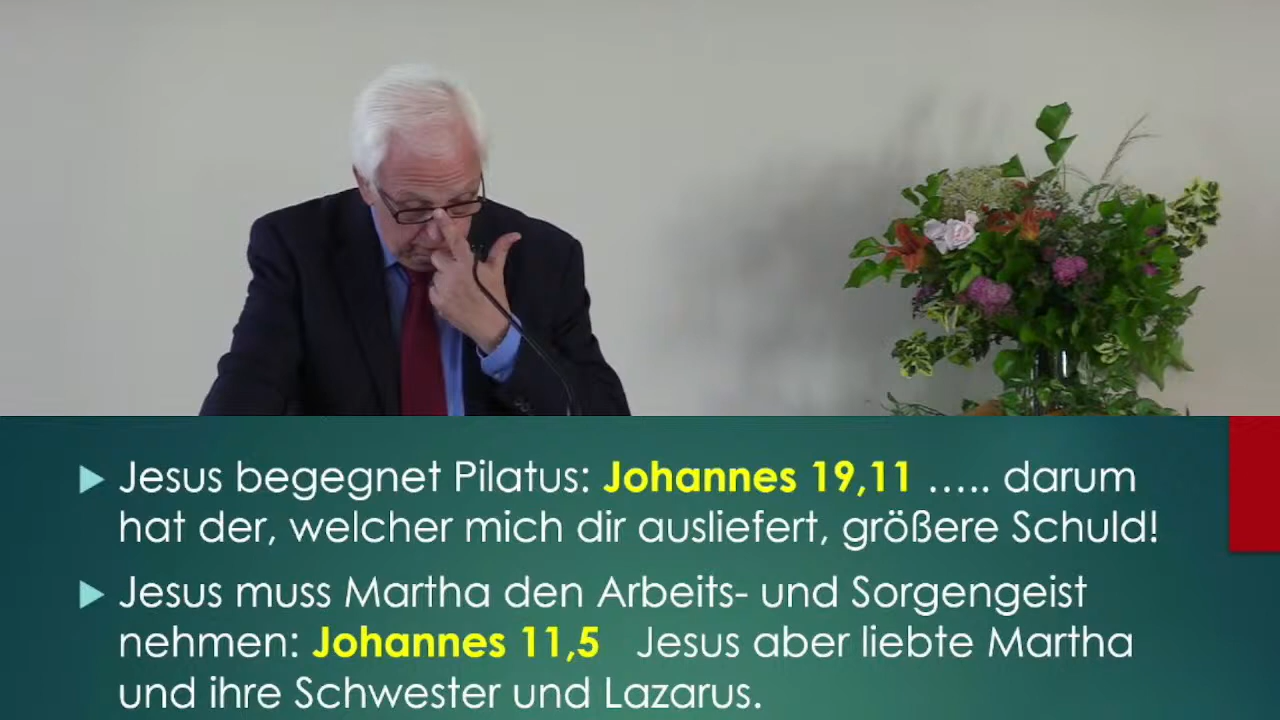 Jesus begegnet Pilatus: Johannes 19,11 ..... darum
hat der, welcher mich dir ausliefert, größere Schuld!
Jesus muss Martha den Arbeits- und Sorgengeist
nehmen: Johannes 11,5 Jesus aber liebte Martha
und ihre Schwester und Lazarus.